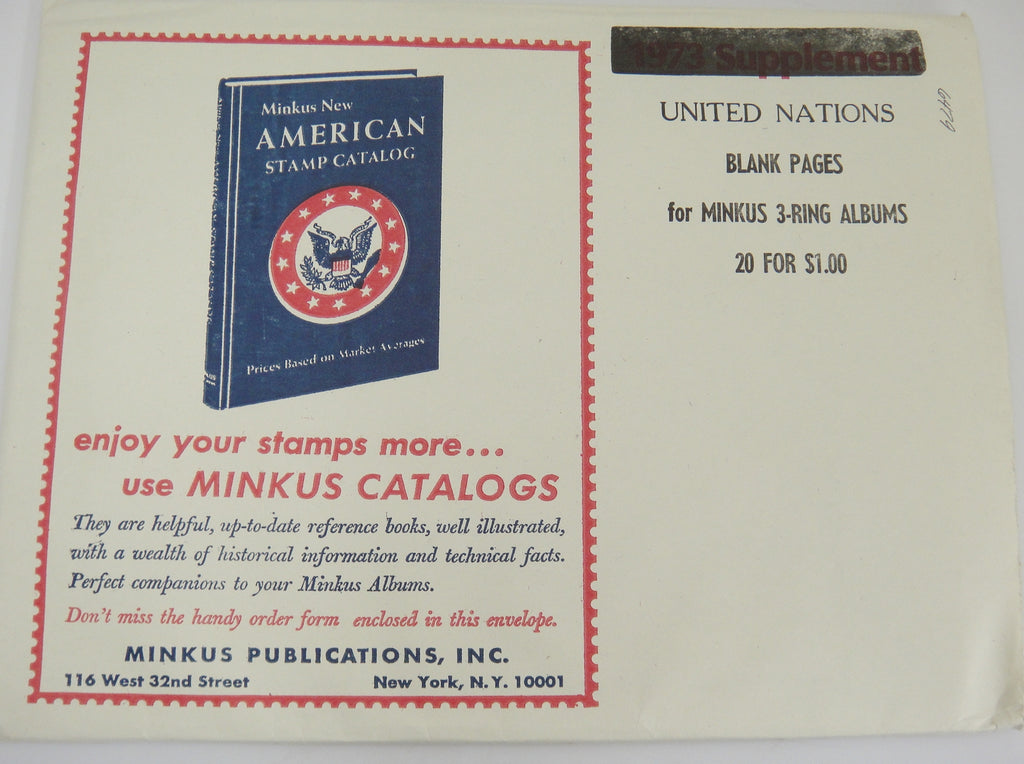 Minkus New
AMERICAN
STAMP CATALOG
Prices Based on Market Averages
enjoy your stamps more...
use MINKUS CATALOGS
They are helpful, up-to-date reference books, well illustrated,
with a wealth of historical information and technical facts.
Perfect companions to your Minkus Albums.
Don't miss the handy order form enclosed in this envelope.
MINKUS PUBLICATIONS, INC.
116 West 32nd Street New York, N.Y. 10001
1973 Supplement
UNITED NATIONS
BLANK PAGES
for MINKUS 3-RING ALBUMS
20 FOR $1.00